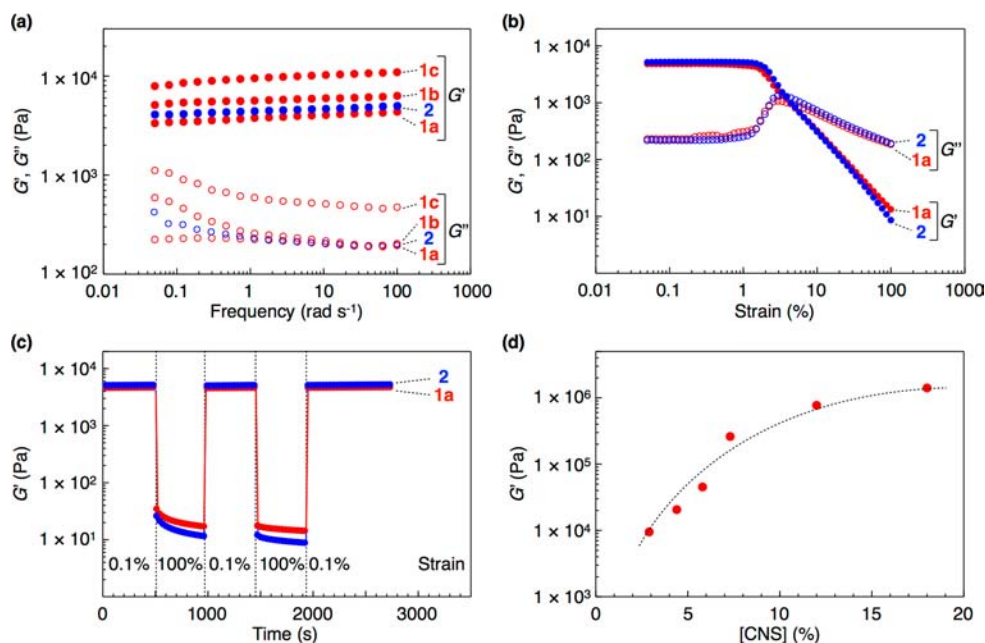 (a)
G', G'' (Pa)
1 × 10⁴
1 × 10³
1 × 10²
0.01 0.1 1 10 100 1000
Frequency (rad s⁻¹)
1c
1b
2
1a
G'
1c
1b
2
1a
G''
(b)
G', G'' (Pa)
1 × 10⁴
1 × 10³
1 × 10²
1 × 10¹
0.01 0.1 1 10 100 1000
Strain (%)
2
1a
G''
1a
2
G'
(c)
G' (Pa)
1 × 10⁴
1 × 10³
1 × 10²
1 × 10¹
2
1a
0.1% 100% 0.1% 100% 0.1% Strain
0 1000 2000 3000
Time (s)
(d)
G' (Pa)
1 × 10⁶
1 × 10⁵
1 × 10⁴
1 × 10³
0 5 10 15 20
[CNS] (%)